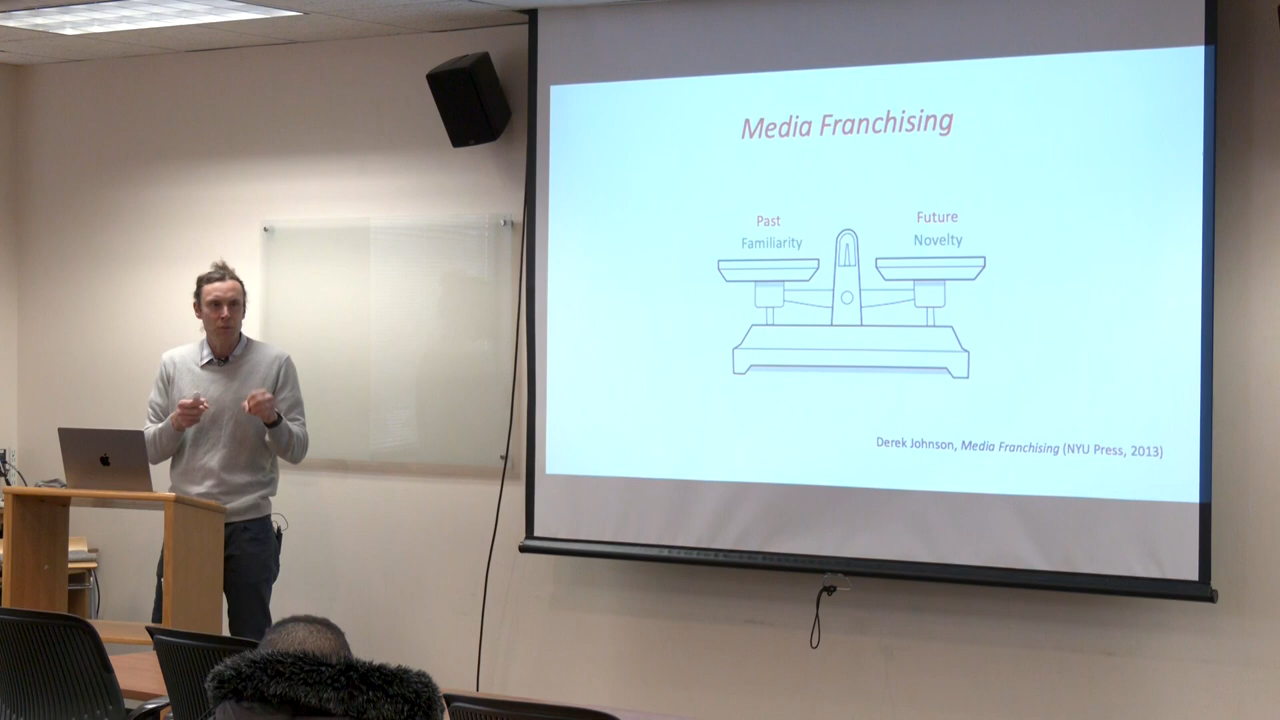 Media Franchising
Past
Familiarity
Future
Novelty
Derek Johnson, Media Franchising (NYU Press, 2013)